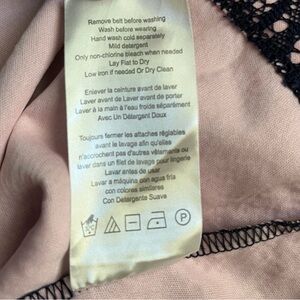 Remove belt before washing
Wash before wearing
Hand wash cold separately
Mild detergent
Only non-chlorine bleach when needed
Lay Flat to Dry
Low iron if needed Or Dry Clean
Enlever la ceinture avant de laver
Laver avant de porter
Laver à la main à l'eau froide séparément
Avec Un Détergent Doux
Toujours fermer les attaches réglables
avant le lavage afin qu'elles
n'accrochent pas d'autres vêtements ou
lavez dans un filet de lavage pour lingerie
Lavar antes de usar
Lavar a máquina con agua fria
con colores similares
Con Detergente Suave
P